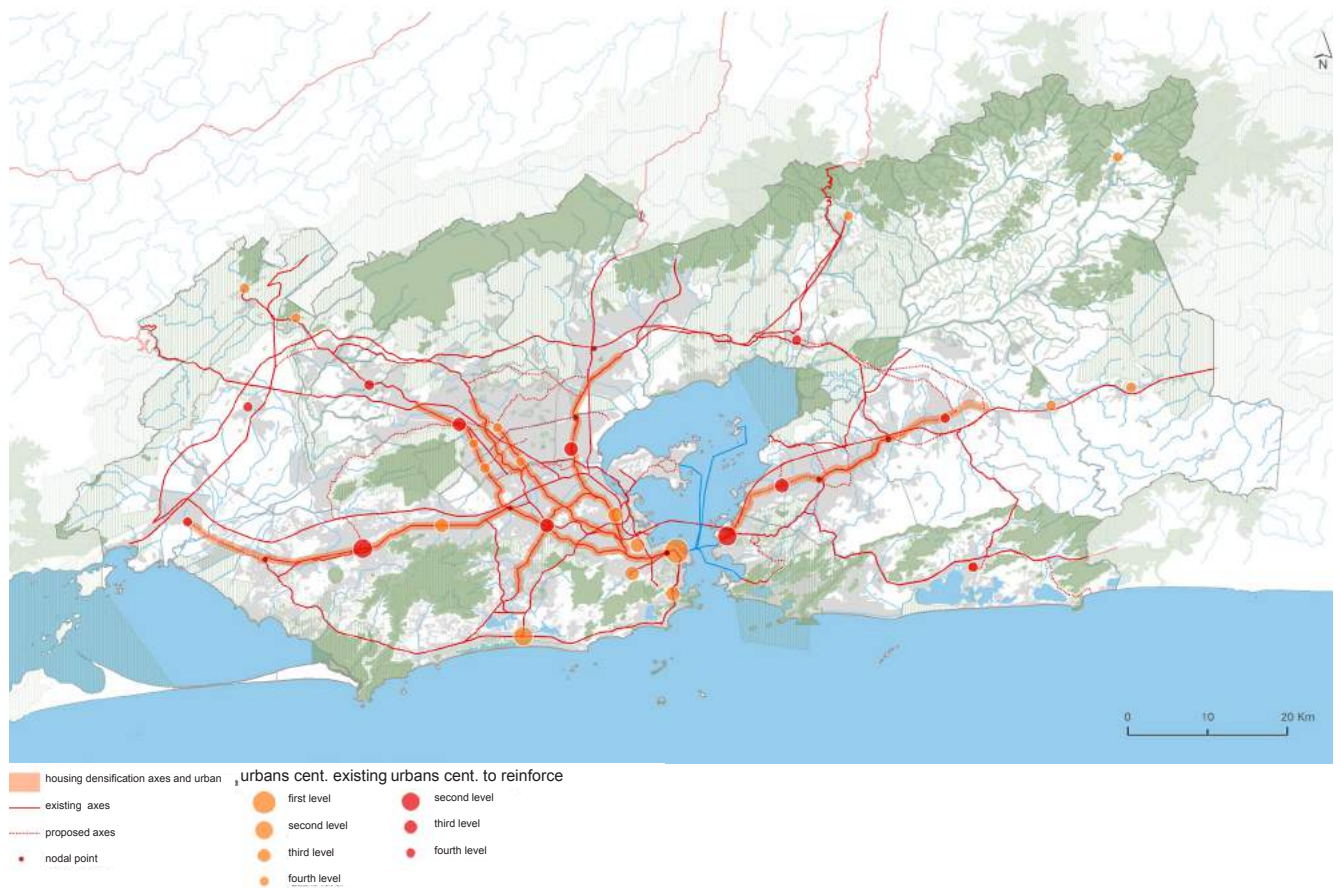 N
0 10 20 Km
housing densification axes and urban
existing axes
proposed axes
nodal point
urbans cent. existing urbans cent. to reinforce
first level
second level
third level
fourth level
second level
third level
fourth level